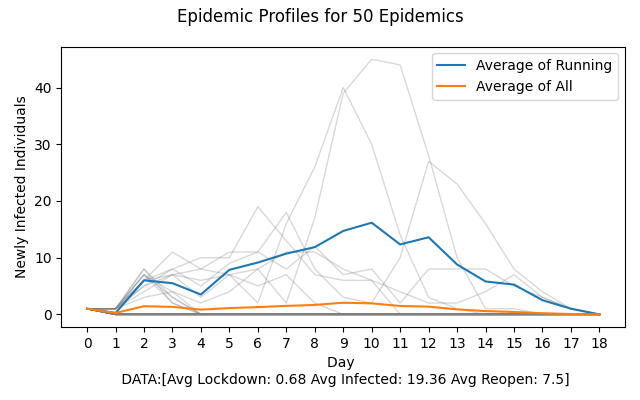 Epidemic Profiles for 50 Epidemics
Newly Infected Individuals
40
30
20
10
0
Average of Running
Average of All
0 1 2 3 4 5 6 7 8 9 10 11 12 13 14 15 16 17 18
Day
DATA:[Avg Lockdown: 0.68 Avg Infected: 19.36 Avg Reopen: 7.5]